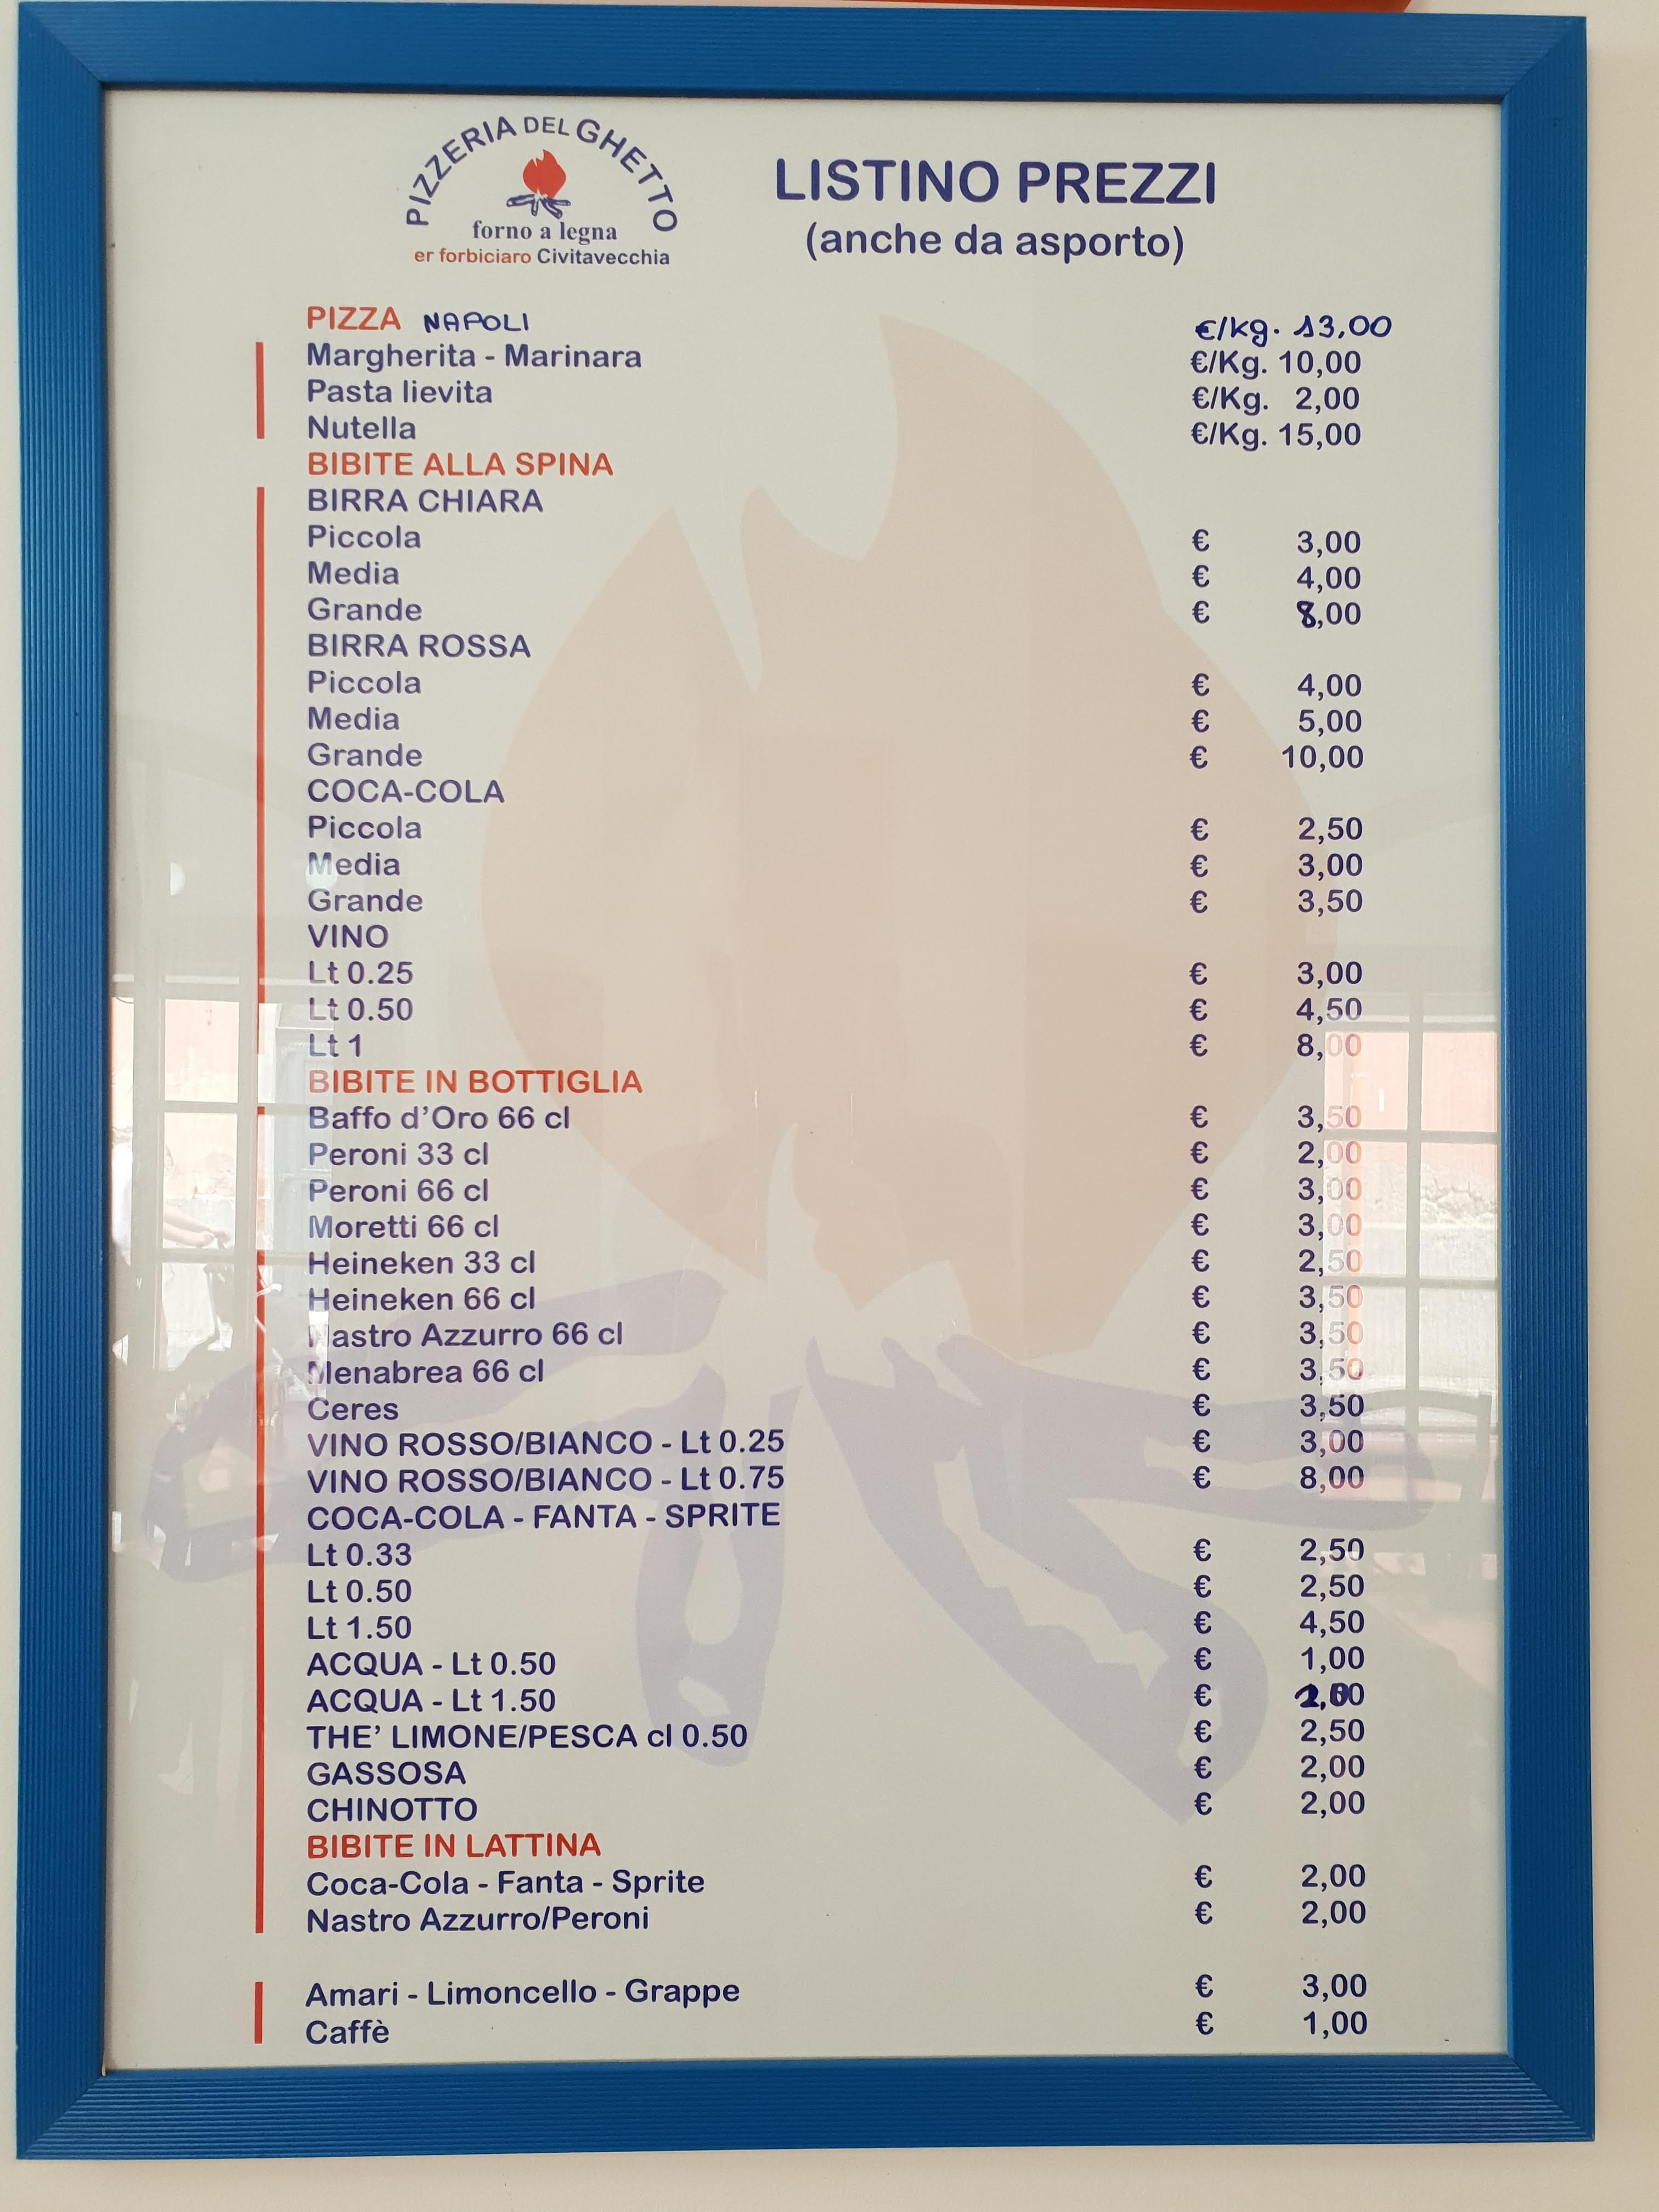 PIZZERIA DEL GHETTO
forno a legna
er forbiciaro Civitavecchia
LISTINO PREZZI
(anche da asporto)
PIZZA NAPOLI €/kg. 13,00
Margherita - Marinara €/Kg. 10,00
Pasta lievita €/Kg. 2,00
Nutella €/Kg. 15,00
BIBITE ALLA SPINA
BIRRA CHIARA
Piccola € 3,00
Media € 4,00
Grande € 8,00
BIRRA ROSSA
Piccola € 4,00
Media € 5,00
Grande € 10,00
COCA-COLA
Piccola € 2,50
Media € 3,00
Grande € 3,50
VINO
Lt 0.25 € 3,00
Lt 0.50 € 4,50
Lt 1 € 8,00
BIBITE IN BOTTIGLIA
Baffo d'Oro 66 cl € 3,50
Peroni 33 cl € 2,00
Peroni 66 cl € 3,00
Moretti 66 cl € 3,00
Heineken 33 cl € 2,50
Heineken 66 cl € 3,50
Nastro Azzurro 66 cl € 3,50
Menabrea 66 cl € 3,50
Ceres € 3,50
VINO ROSSO/BIANCO - Lt 0.25 € 3,00
VINO ROSSO/BIANCO - Lt 0.75 € 8,00
COCA-COLA - FANTA - SPRITE
Lt 0.33 € 2,50
Lt 0.50 € 2,50
Lt 1.50 € 4,50
ACQUA - Lt 0.50 € 1,00
ACQUA - Lt 1.50 €
THE' LIMONE/PESCA cl 0.50 € 2,50
GASSOSA € 2,00
CHINOTTO € 2,00
BIBITE IN LATTINA
Coca-Cola - Fanta - Sprite € 2,00
Nastro Azzurro/Peroni € 2,00
Amari - Limoncello - Grappe € 3,00
Caffè € 1,00